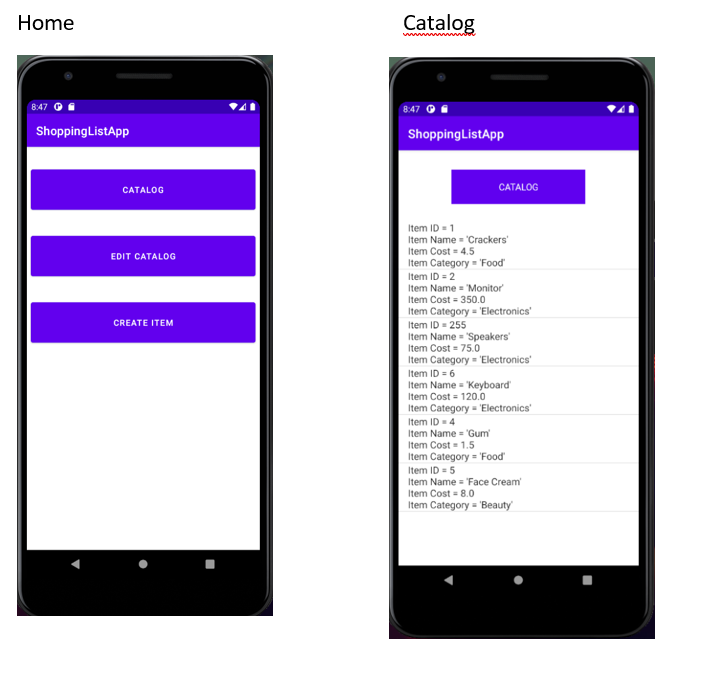 Home
Catalog
8:47
ShoppingListApp
CATALOG
EDIT CATALOG
CREATE ITEM
8:47
ShoppingListApp
CATALOG
Item ID = 1
Item Name = 'Crackers'
Item Cost = 4.5
Item Category = 'Food'
Item ID = 2
Item Name = 'Monitor'
Item Cost = 350.0
Item Category = 'Electronics'
Item ID = 255
Item Name = 'Speakers'
Item Cost = 75.0
Item Category = 'Electronics'
Item ID = 6
Item Name = 'Keyboard'
Item Cost = 120.0
Item Category = 'Electronics'
Item ID = 4
Item Name = 'Gum'
Item Cost = 1.5
Item Category = 'Food'
Item ID = 5
Item Name = 'Face Cream'
Item Cost = 8.0
Item Category = 'Beauty'